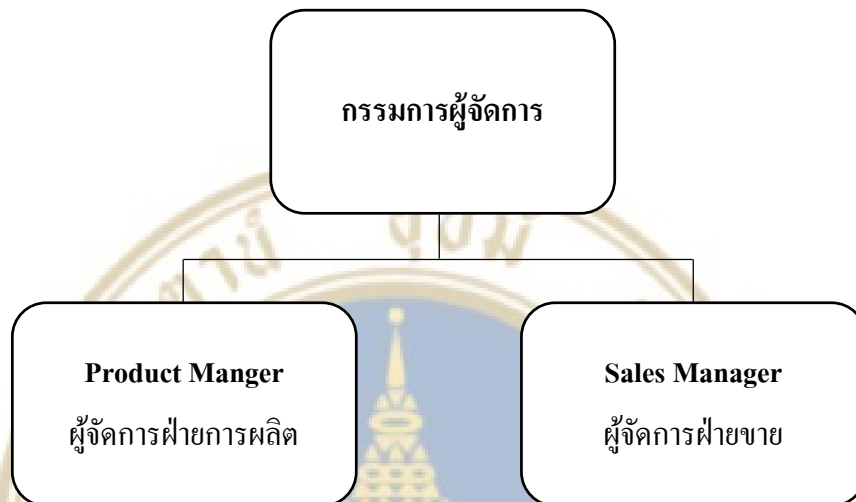 กรรมการผู้จัดการ
Product Manger
ผู้จัดการฝ่ายการผลิต
Sales Manager
ผู้จัดการฝ่ายขาย